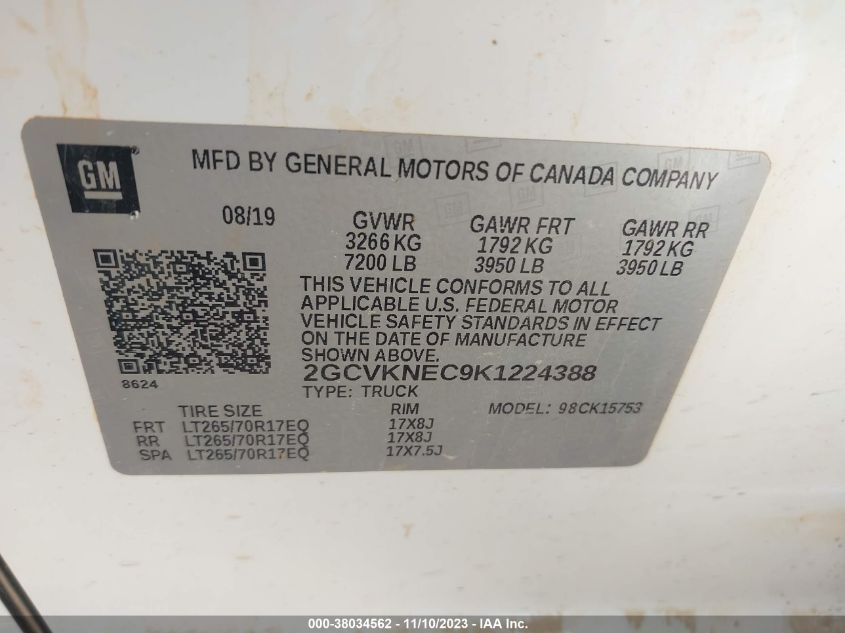 GM
MFD BY GENERAL MOTORS OF CANADA COMPANY
08/19 GVWR GAWR FRT GAWR RR
3266 KG 1792 KG 1792 KG
7200 LB 3950 LB 3950 LB
THIS VEHICLE CONFORMS TO ALL
APPLICABLE U.S. FEDERAL MOTOR
VEHICLE SAFETY STANDARDS IN EFFECT
ON THE DATE OF MANUFACTURE
SHOWN ABOVE.
8624
2GCVKNEC9K1224388
TYPE: TRUCK
TIRE SIZE RIM MODEL: 98CK15753
FRT LT265/70R17EQ 17X8J
RR LT265/70R17EQ 17X8J
SPA LT265/70R17EQ 17X7.5J
000-38034562 — 11/10/2023 — IAA Inc.